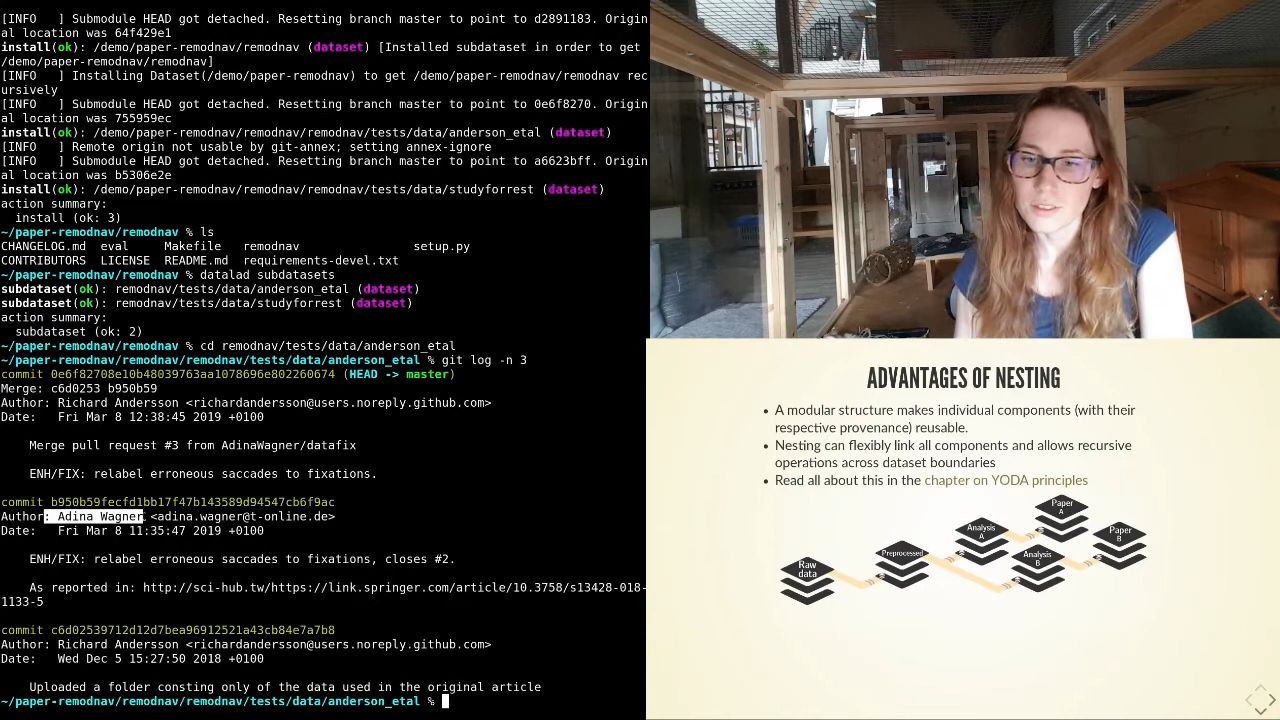 [INFO   ] Submodule HEAD got detached. Resetting branch master to point to d2891183. Origin
al location was
install(ok): /demo/paper-remodnav/remodnav (dataset) [Installed subdataset in order to get
/demo/paper-remodnav/remodnav]
[INFO   ] Installing Dataset(/demo/paper-remodnav) to get /demo/paper-remodnav/remodnav rec
ursively
[INFO   ] Submodule HEAD got detached. Resetting branch master to point to 0e6f8270. Origin
al location was
install(ok): /demo/paper-remodnav/remodnav/remodnav/tests/data/anderson_etal (dataset)
[INFO   ] Remote origin not usable by git-annex; setting annex-ignore
[INFO   ] Submodule HEAD got detached. Resetting branch master to point to a6623bff. Origin
al location was b5306e2e
install(ok): /demo/paper-remodnav/remodnav/remodnav/tests/data/studyforrest (dataset)
action summary:
  install (ok: 3)
~/paper-remodnav/remodnav % ls
CHANGELOG.md  eval     Makefile   remodnav                setup.py
CONTRIBUTORS  LICENSE  README.md  requirements-devel.txt
~/paper-remodnav/remodnav % datalad subdatasets
subdataset(ok): remodnav/tests/data/anderson_etal (dataset)
subdataset(ok): remodnav/tests/data/studyforrest (dataset)
action summary:
  subdataset (ok: 2)
~/paper-remodnav/remodnav % cd remodnav/tests/data/anderson_etal
~/paper-remodnav/remodnav/remodnav/tests/data/anderson_etal % git log -n 3
commit 0e6f82708e10b48039763aa1078696e802260674 (HEAD -> master)
Merge: c6d0253 b950b59
Author: Richard Andersson <richardandersson@users.noreply.github.com>
Date:   Fri Mar 8 12:38:45 2019 +0100
    Merge pull request #3 from AdinaWagner/datafix
    ENH/FIX: relabel erroneous saccades to fixations.
commit b950b59fecfd1bb17f47b143589d94547cb6f9ac
Author: Adina Wagner <adina.wagner@t-online.de>
Date:   Fri Mar 8 11:35:47 2019 +0100
    ENH/FIX: relabel erroneous saccades to fixations, closes #2.
    As reported in: http://sci-hub.tw/https://link.springer.com/article/10.3758/s13428-018-
1133-5
commit c6d02539712d12d7bea96912521a43cb84e7a7b8
Author: Richard Andersson <richardandersson@users.noreply.github.com>
Date:   Wed Dec 5 15:27:50 2018 +0100
    Uploaded a folder consting only of the data used in the original article
~/paper-remodnav/remodnav/remodnav/tests/data/anderson_etal %
ADVANTAGES OF NESTING
• A modular structure makes individual components (with their
respective provenance) reusable.
• Nesting can flexibly link all components and allows recursive
operations across dataset boundaries
• Read all about this in the chapter on YODA principles
Raw
data
Preprocessed
Analysis
A
Analysis
B
Paper
A
Paper
B